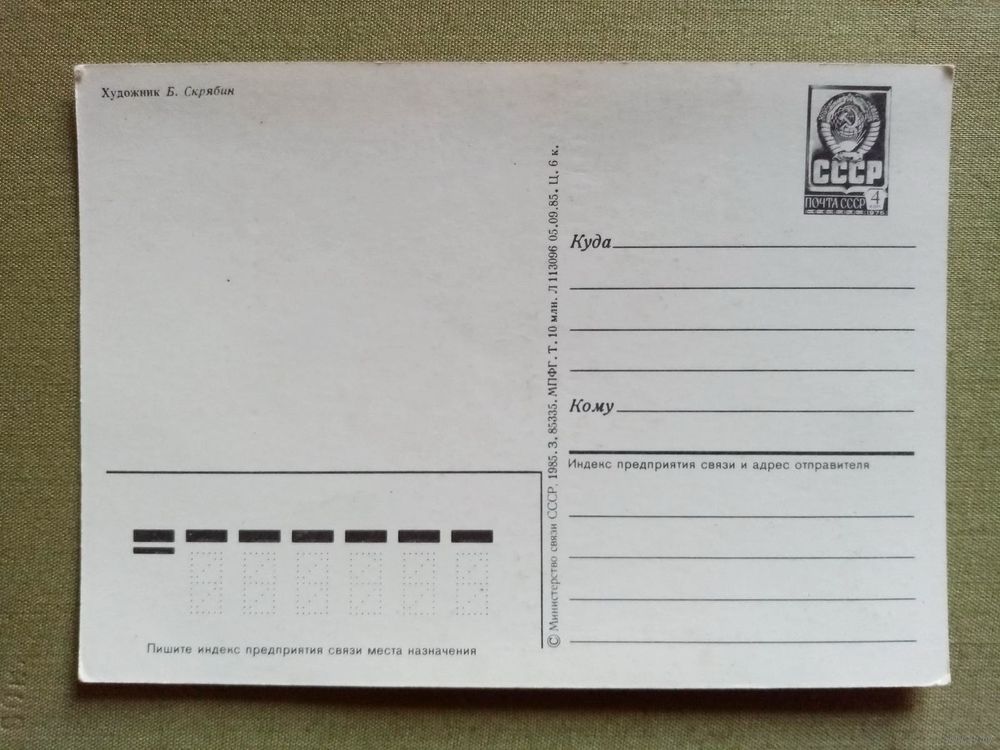 Художник Б. Скрябин
СССР
ПОЧТА СССР 4
1976
Куда
Кому
Индекс предприятия связи и адрес отправителя
© Министерство связи СССР, 1985. З. 85335. МПФГ. Т. 10 млн. Л 113096 05.09.85. Ц. 6 к.
Пишите индекс предприятия связи места назначения